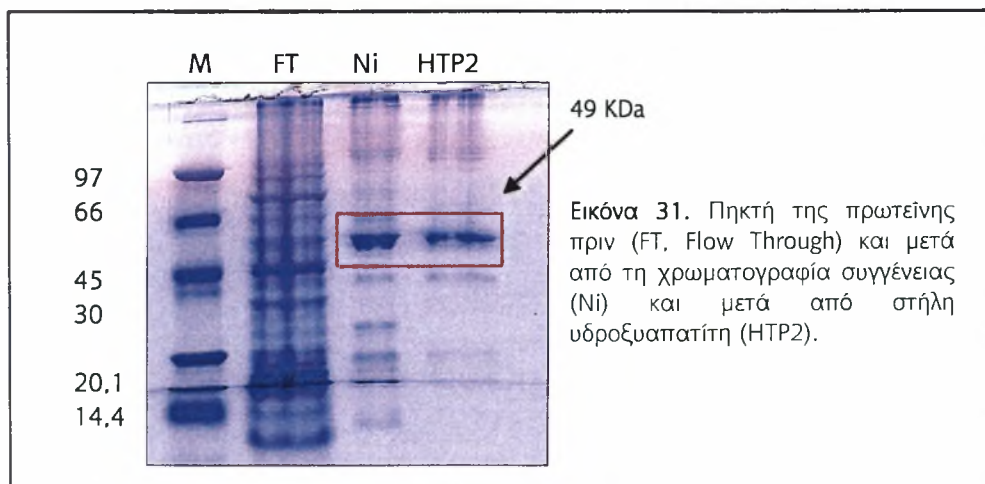 M FT Ni HTP2
49 KDa
97
66
45
30
20,1
14,4
Εικόνα 31. Πηκτή της πρωτεΐνης
πριν (FT, Flow Through) και μετά
από τη χρωματογραφία συγγένειας
(Ni) και μετά από στήλη
υδροξυαπατίτη (HTP2).